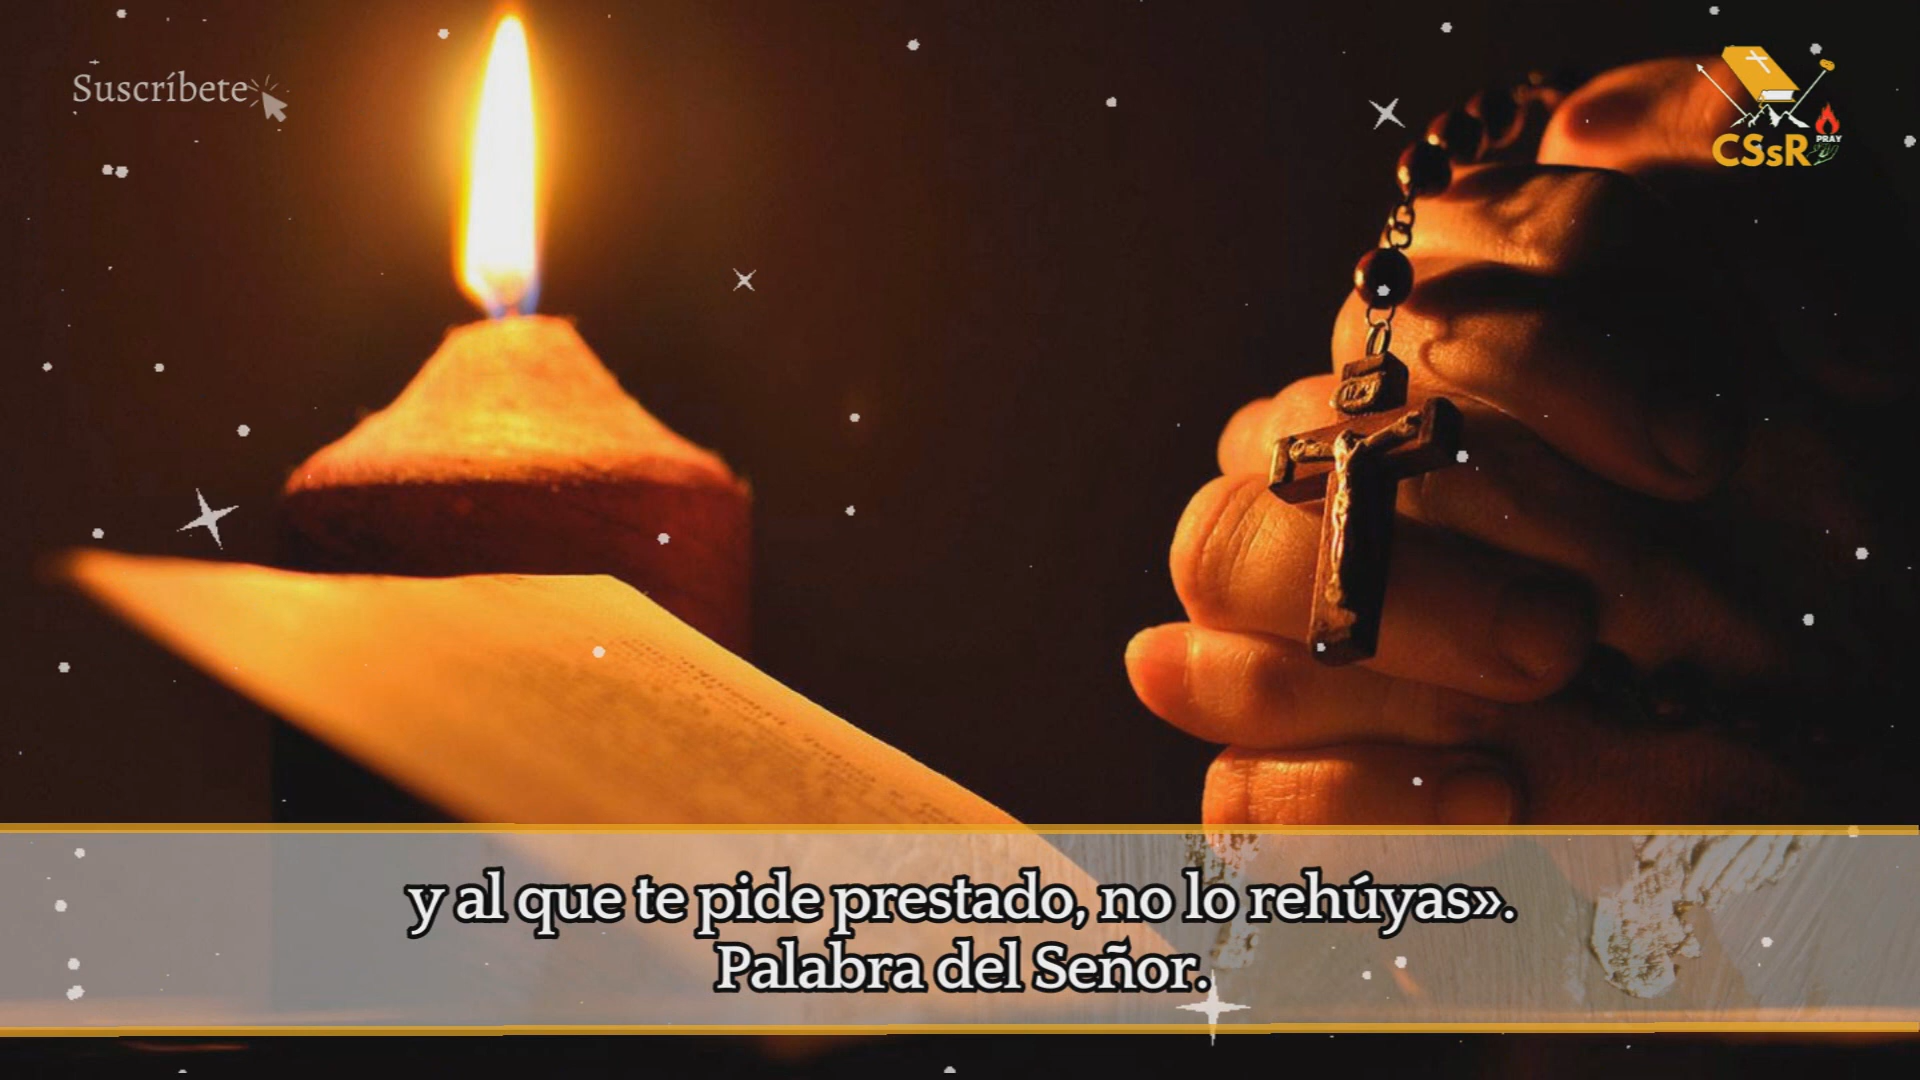 Suscríbete
CSsR
PRAY
y al que te pide prestado, no lo rehúyas».
Palabra del Señor.